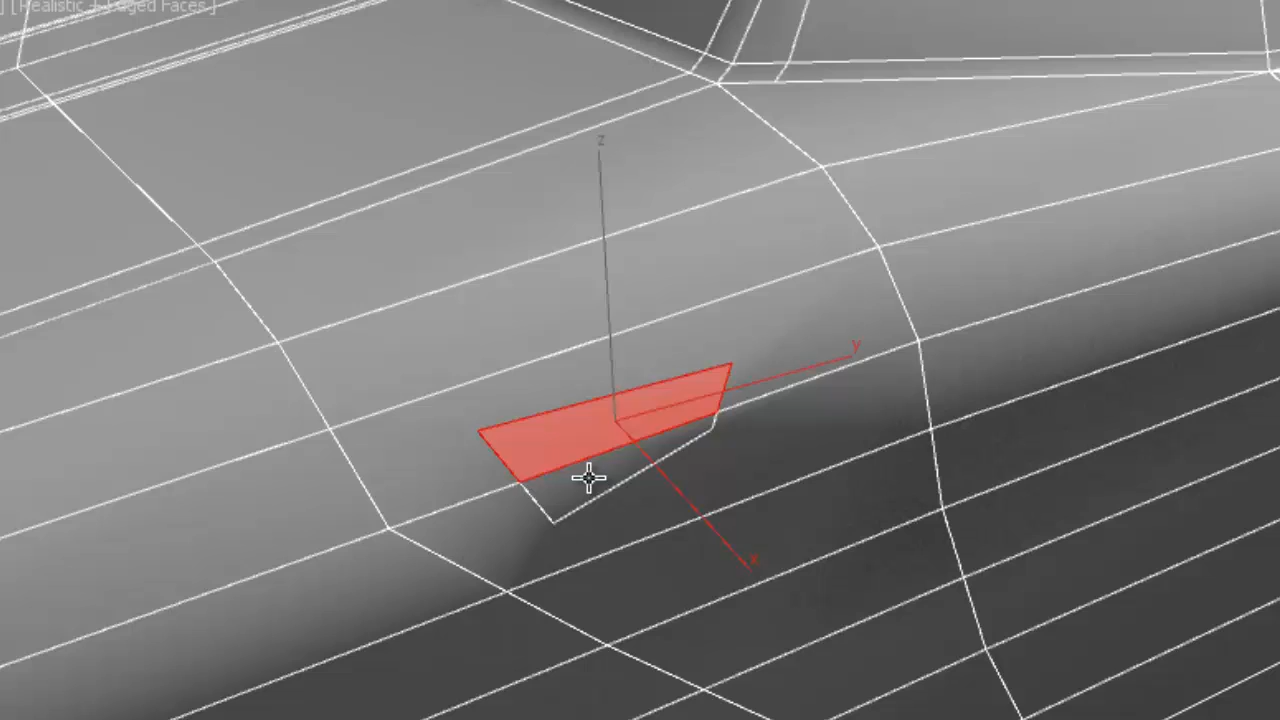 ] [ Realistic + Edged Faces ]
z
y
x